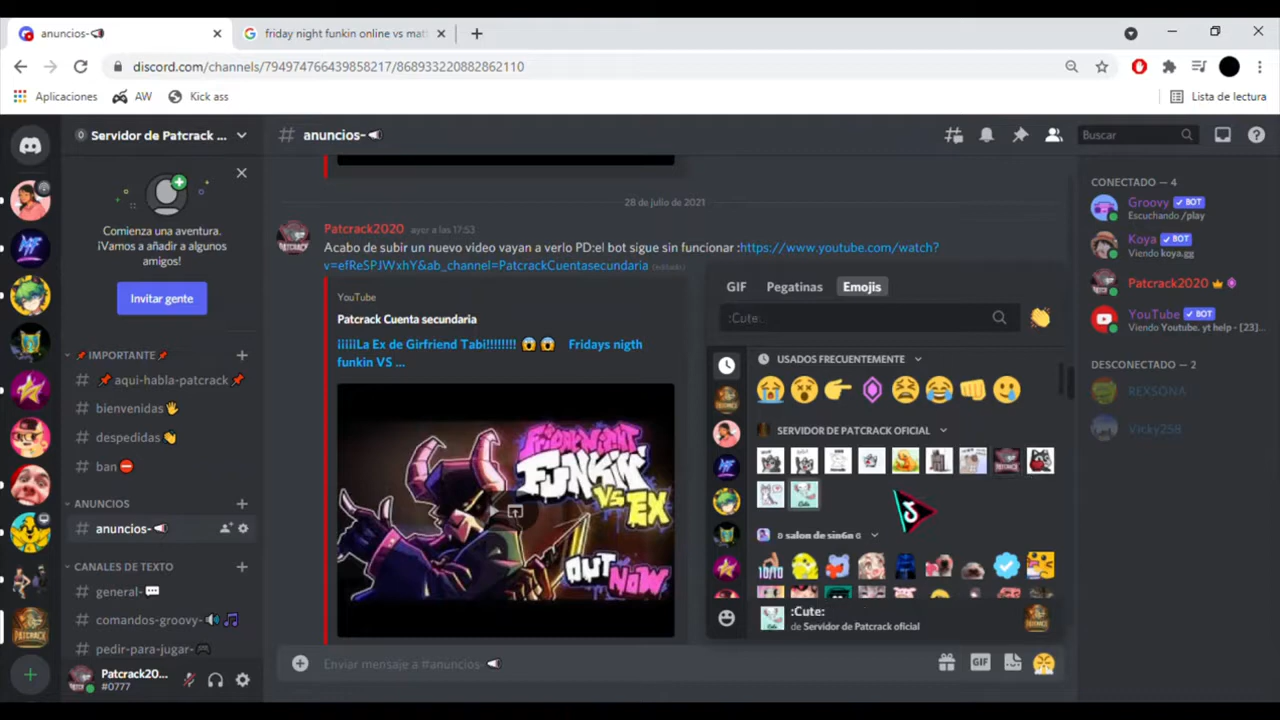 anuncios-📢
friday night funkin online vs mat
discord.com/channels/794974766439858217/868933220882862110
Aplicaciones
AW
Kick ass
Lista de lectura
Servidor de Patcrack ...
anuncios-📢
Buscar
Comienza una aventura.
¡Vamos a añadir a algunos
amigos!
Invitar gente
📌IMPORTANTE📌
📌aqui-habla-patcrack📌
bienvenidas👋
despedidas👏
ban⛔
ANUNCIOS
anuncios-📢
CANALES DE TEXTO
general-💬
comandos-groovy-🔊🎵
pedir-para-jugar-🎮
Patcrack20...
#0777
28 de julio de 2021
Patcrack2020 ayer a las 17:53
Acabo de subir un nuevo video vayan a verlo PD:el bot sigue sin funcionar :https://www.youtube.com/watch?
v=efReSPJWxhY&ab_channel=PatcrackCuentasecundaria (editado)
YouTube
Patcrack Cuenta secundaria
¡¡¡¡¡La Ex de Girfriend Tabi!!!!!!!! 😱 😱 Fridays nigth
funkin VS ...
FRIDAY NIGHT
FUNKIN'
VS EX
OUT NOW
Enviar mensaje a #anuncios-📢
GIF
GIF
Pegatinas
Emojis
:Cute:
USADOS FRECUENTEMENTE
SERVIDOR DE PATCRACK OFICIAL
10/10
:Cute:
de Servidor de Patcrack oficial
CONECTADO — 4
Groovy ✓ BOT
Escuchando /play
Koya ✓ BOT
Viendo koya.gg
Patcrack2020
YouTube ✓ BOT
Viendo Youtube. yt help - [23]...
DESCONECTADO — 2
REXSONA
Vicky258